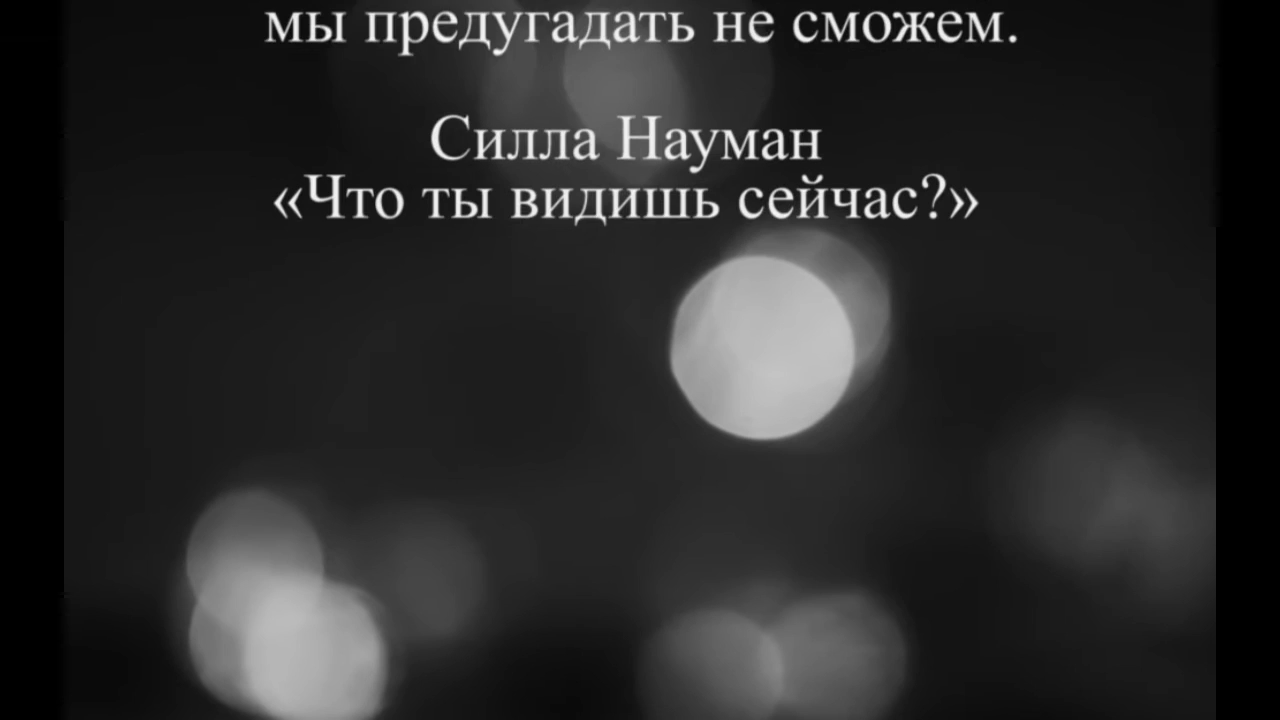 мы предугадать не сможем.
Силла Науман
«Что ты видишь сейчас?»